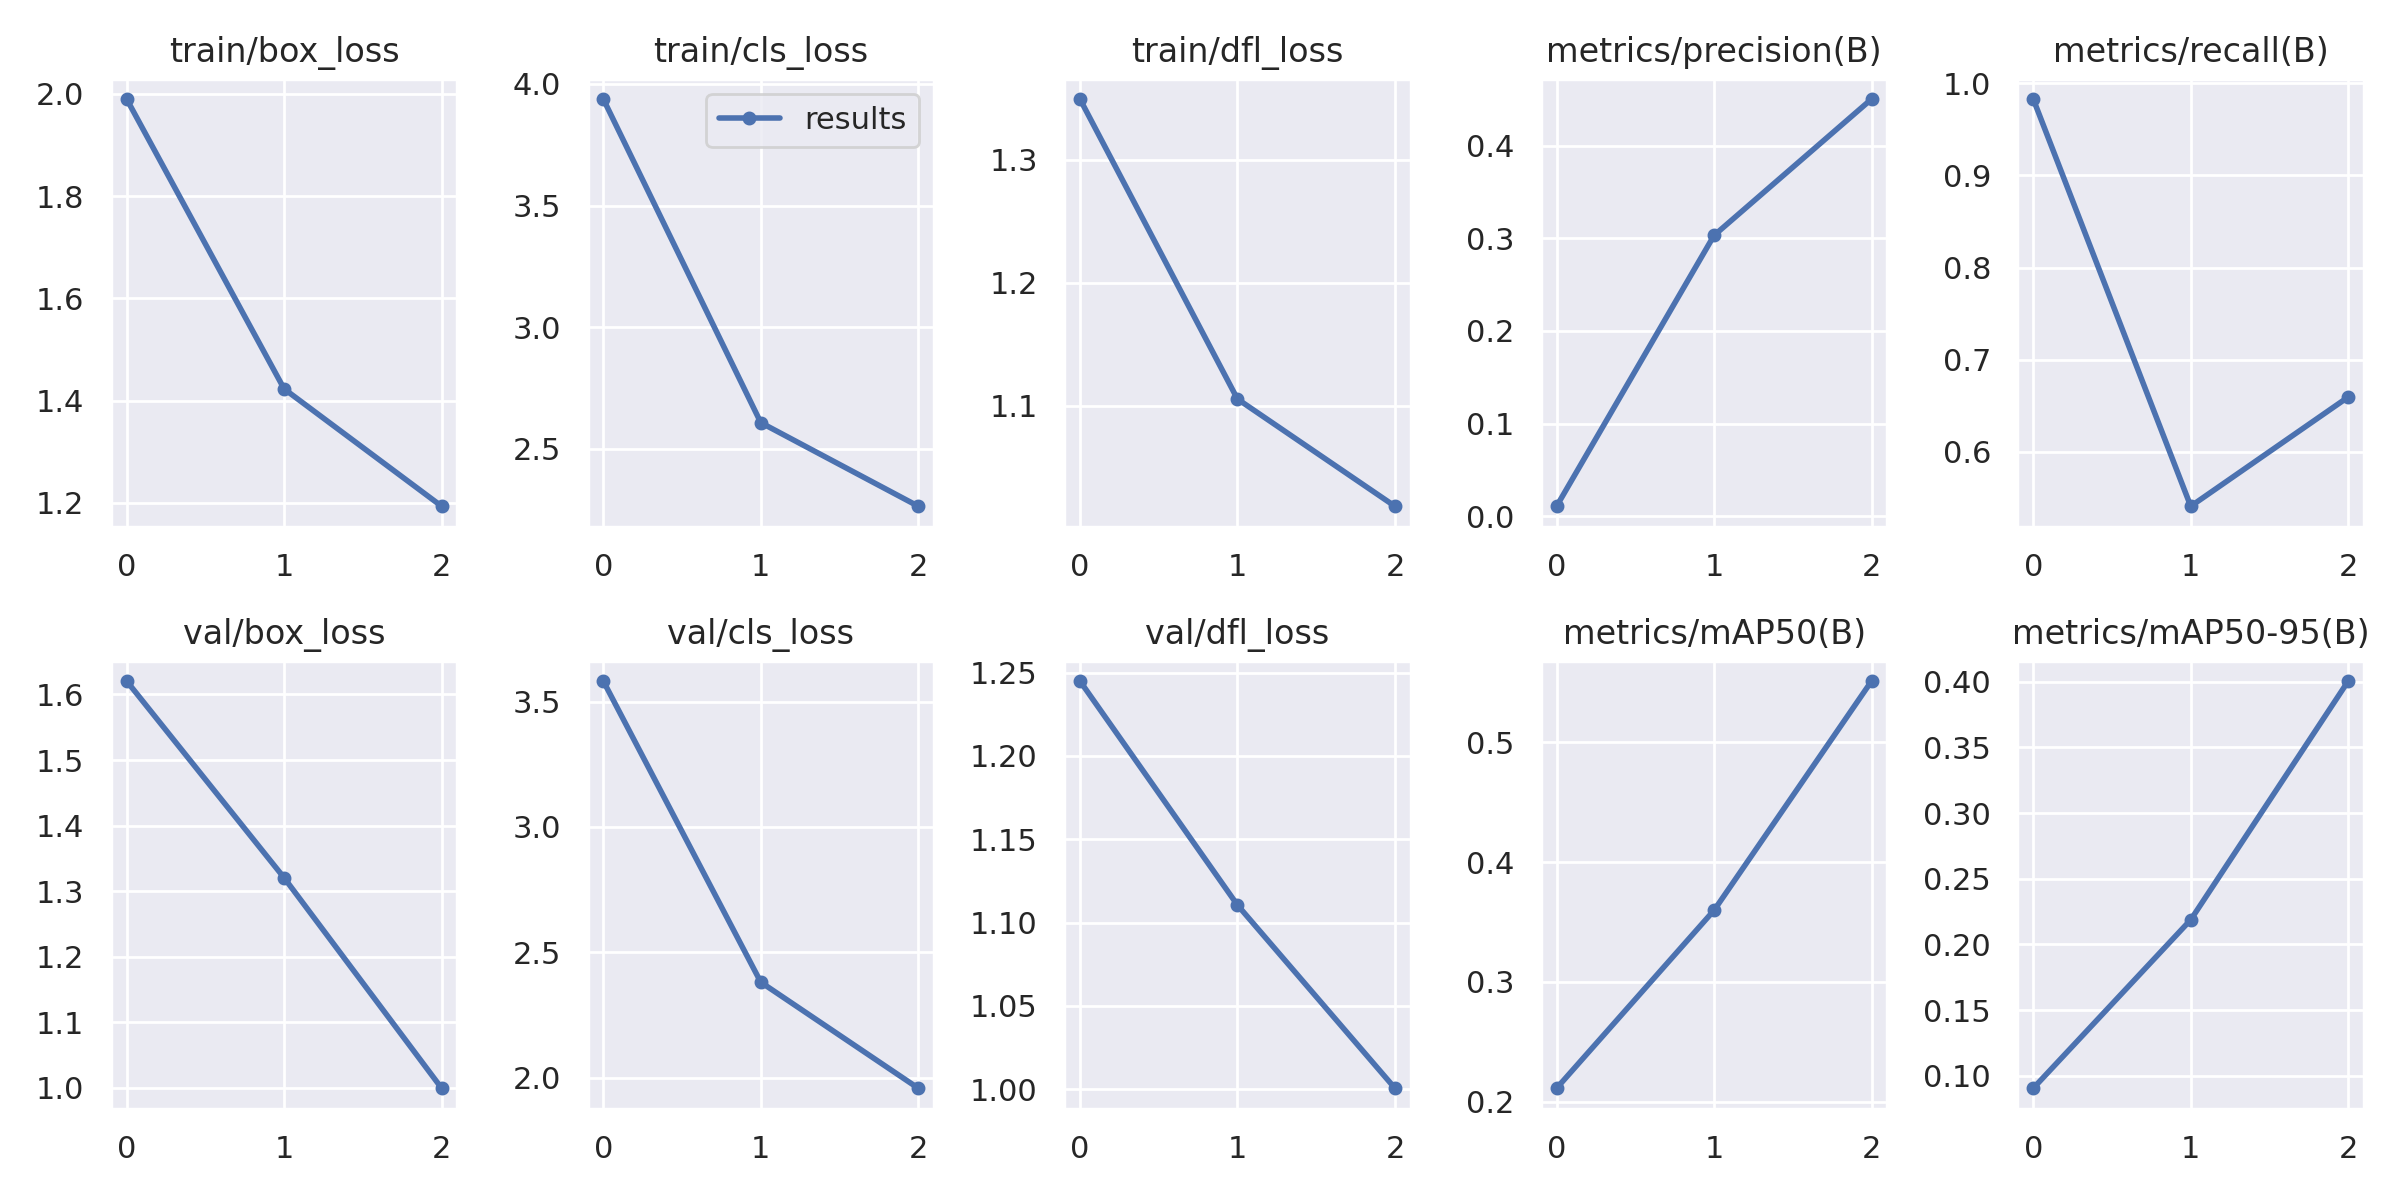 train/box_loss
2.0
1.8
1.6
1.4
1.2
0 1 2
train/cls_loss
results
4.0
3.5
3.0
2.5
0 1 2
train/dfl_loss
1.3
1.2
1.1
0 1 2
metrics/precision(B)
0.4
0.3
0.2
0.1
0.0
0 1 2
metrics/recall(B)
1.0
0.9
0.8
0.7
0.6
0 1 2
val/box_loss
1.6
1.5
1.4
1.3
1.2
1.1
1.0
0 1 2
val/cls_loss
3.5
3.0
2.5
2.0
0 1 2
val/dfl_loss
1.25
1.20
1.15
1.10
1.05
1.00
0 1 2
metrics/mAP50(B)
0.5
0.4
0.3
0.2
0 1 2
metrics/mAP50-95(B)
0.40
0.35
0.30
0.25
0.20
0.15
0.10
0 1 2